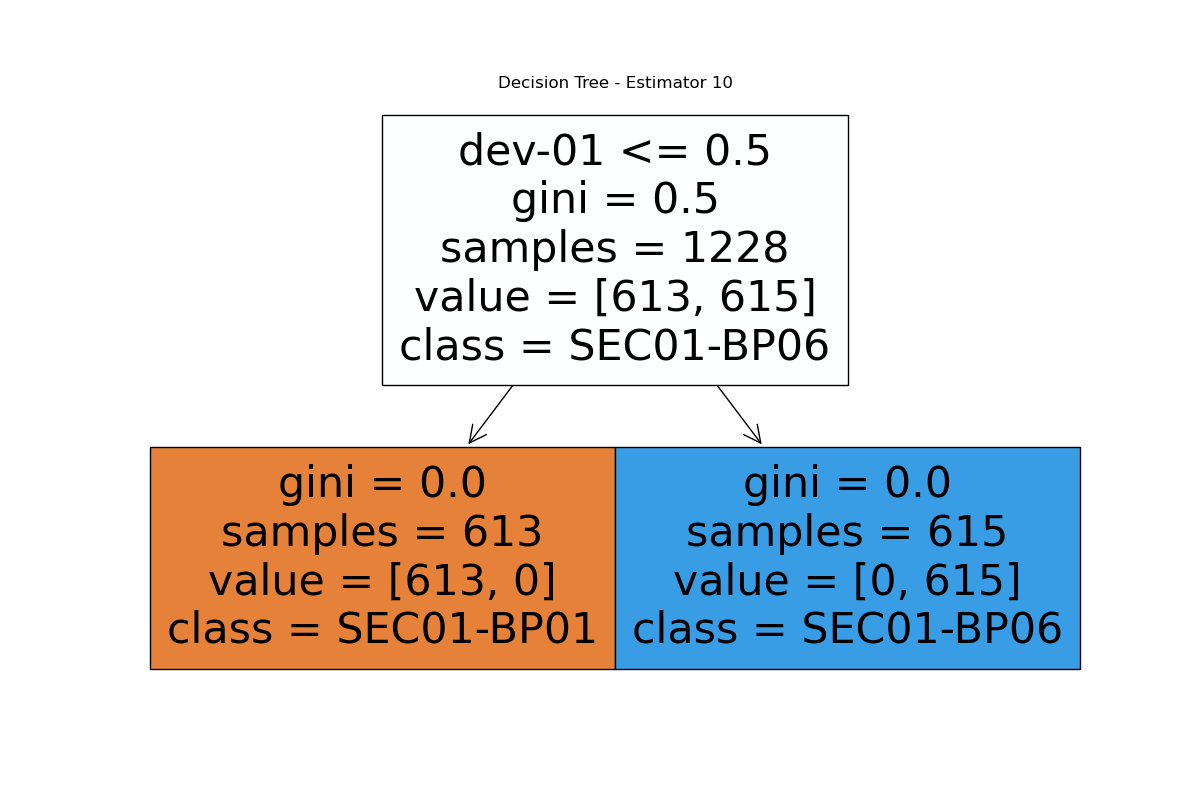 Decision Tree - Estimator 10
dev-01 <= 0.5
gini = 0.5
samples = 1228
value = [613, 615]
class = SEC01-BP06
gini = 0.0
samples = 613
value = [613, 0]
class = SEC01-BP01
gini = 0.0
samples = 615
value = [0, 615]
class = SEC01-BP06